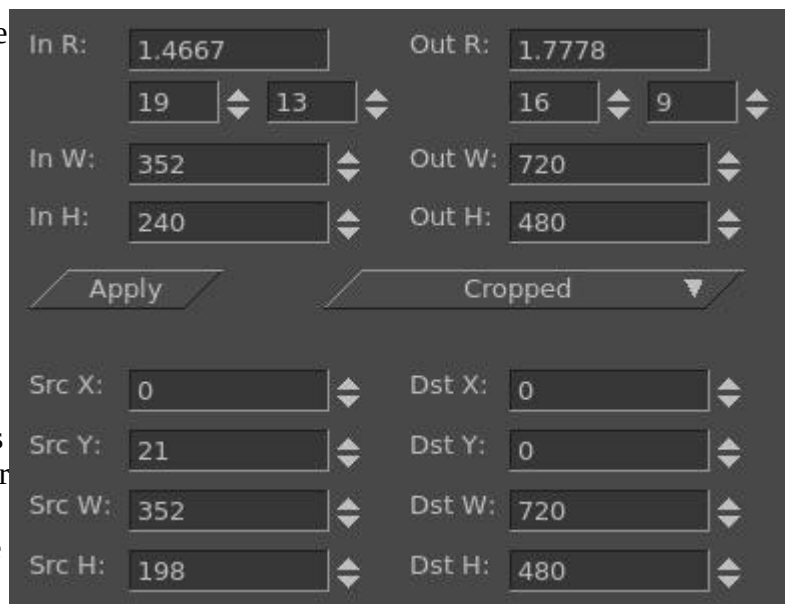 e
In R: 1.4667 Out R: 1.7778
19 13 16 9
In W: 352 Out W: 720
In H: 240 Out H: 480
Apply Cropped
Src X: 0 Dst X: 0
s
Src Y: 21 Dst Y: 0
r
Src W: 352 Dst W: 720
Src H: 198 Dst H: 480